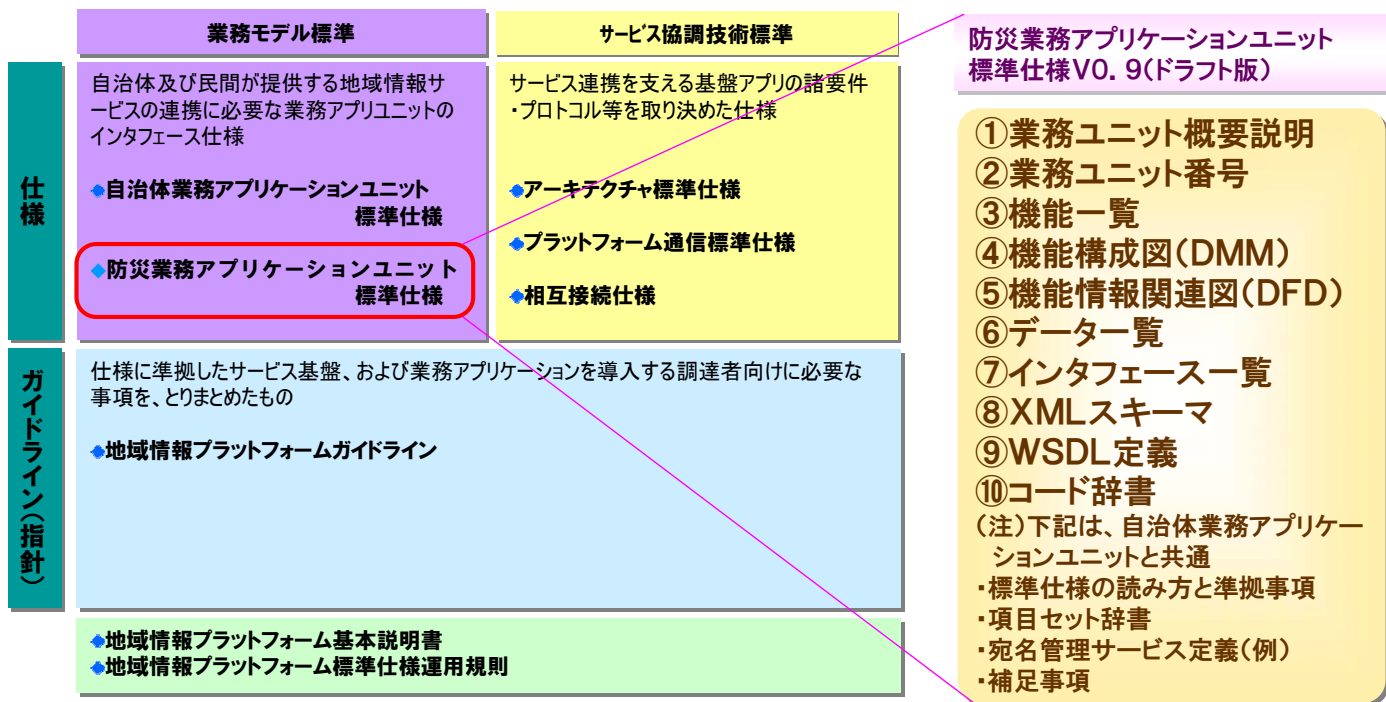 業務モデル標準
サービス協調技術標準
仕様
自治体及び民間が提供する地域情報サ
ービスの連携に必要な業務アプリユニットの
インタフェース仕様
◆自治体業務アプリケーションユニット
標準仕様
◆防災業務アプリケーションユニット
標準仕様
サービス連携を支える基盤アプリの諸要件
・プロトコル等を取り決めた仕様
◆アーキテクチャ標準仕様
◆プラットフォーム通信標準仕様
◆相互接続仕様
ガイドライン(指針)
仕様に準拠したサービス基盤、および業務アプリケーションを導入する調達者向けに必要な
事項を、とりまとめたもの
◆地域情報プラットフォームガイドライン
◆地域情報プラットフォーム基本説明書
◆地域情報プラットフォーム標準仕様運用規則
防災業務アプリケーションユニット
標準仕様V0.9(ドラフト版)
①業務ユニット概要説明
②業務ユニット番号
③機能一覧
④機能構成図(DMM)
⑤機能情報関連図(DFD)
⑥データ一覧
⑦インタフェース一覧
⑧XMLスキーマ
⑨WSDL定義
⑩コード辞書
(注)下記は、自治体業務アプリケー
ションユニットと共通
・標準仕様の読み方と準拠事項
・項目セット辞書
・宛名管理サービス定義(例)
・補足事項